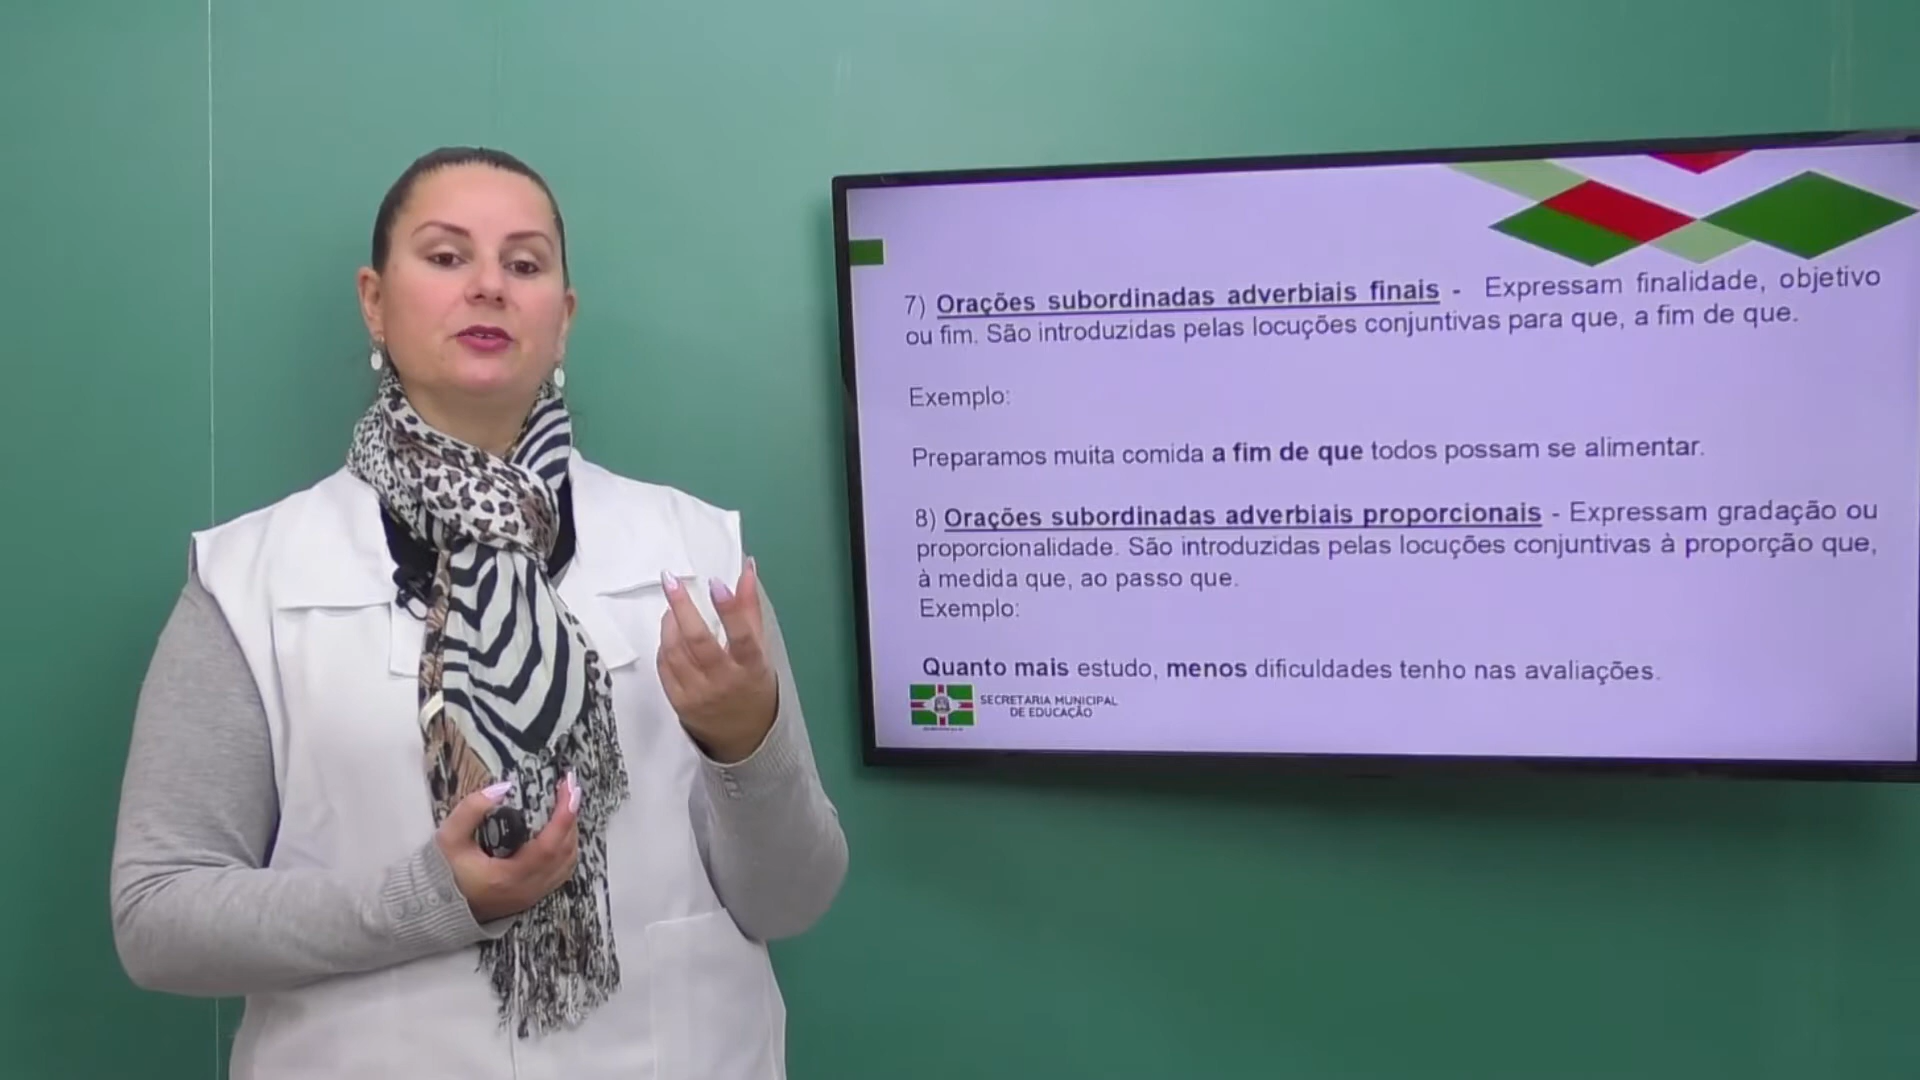 7) Orações subordinadas adverbiais finais - Expressam finalidade, objetivo
ou fim. São introduzidas pelas locuções conjuntivas para que, a fim de que.
Exemplo:
Preparamos muita comida a fim de que todos possam se alimentar.
8) Orações subordinadas adverbiais proporcionais - Expressam gradação ou
proporcionalidade. São introduzidas pelas locuções conjuntivas à proporção que,
à medida que, ao passo que.
Exemplo:
Quanto mais estudo, menos dificuldades tenho nas avaliações.
SECRETARIA MUNICIPAL
DE EDUCAÇÃO